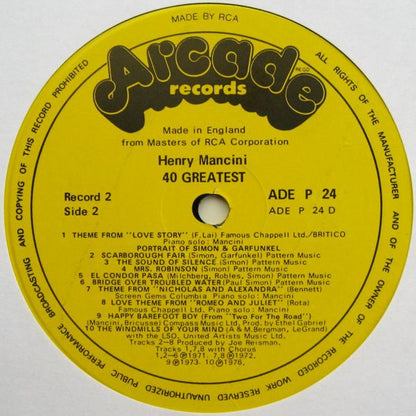 MADE BY RCA
ALL RIGHTS OF THE MANUFACTURER AND OF THE OWNER OF THE RECORDED WORK RESERVED UNAUTHORIZED PUBLIC PERFORMANCE BROADCASTING AND COPYING OF THIS RECORD PROHIBITED
Arcade
records
Made in England
from Masters of RCA Corporation
Henry Mancini
40 GREATEST
Record 2
Side 2
ADE P 24
ADE P 24 D
1 THEME FROM "LOVE STORY" (F. Lai) Famous Chappell Ltd./BRITICO
Piano solo: Mancini
PORTRAIT OF SIMON & GARFUNKEL
2 SCARBOROUGH FAIR (Simon, Garfunkel) Pattern Music
3 THE SOUND OF SILENCE (Simon) Pattern Music
4 MRS. ROBINSON (Simon) Pattern Music
5 EL CONDOR PASA (Milchberg, Robles, Simon) Pattern Music
6 BRIDGE OVER TROUBLED WATER (Paul Simon) Pattern Music
7 THEME FROM "NICHOLAS AND ALEXANDRA" (Bennett)
Screen Gems Columbia Piano solo: Mancini
8 LOVE THEME FROM "ROMEO AND JULIET" (Rota)
Famous Chappell Ltd. Piano solo: Mancini
9 HAPPY BAREFOOT BOY (From "Two For The Road")
(Mancini, Bricusse) Compass Music Ltd, Prod. by Ethel Gabriel
10 THE WINDMILLS OF YOUR MIND (A & M. Bergman, LeGrand)
with the LSO, United Artists Music Ltd.
Tracks 2-8 Produced by Joe Reisman,
Tracks 1,7,8 with Chorus
1,2-6 ℗ 1971. 7,8 ℗ 1972.
9 ℗ 1973. 10 ℗ 1976.